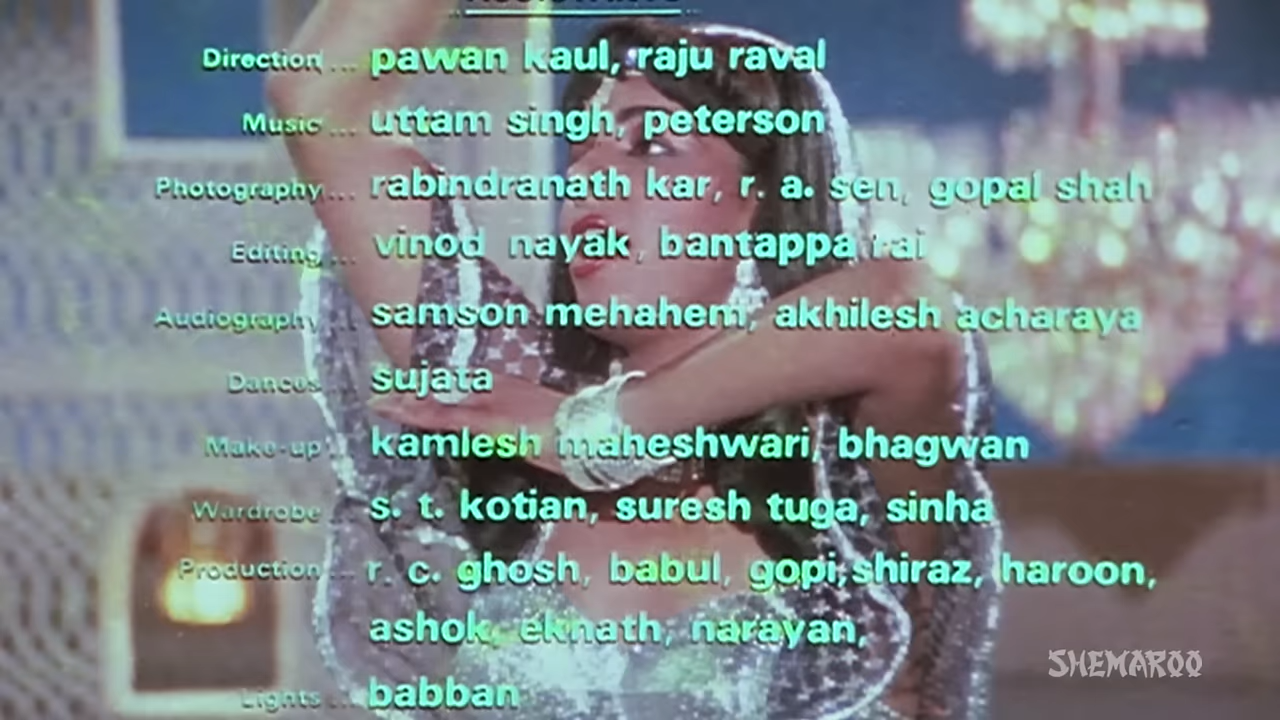 ASSISTANTS
Direction ... pawan kaul, raju raval
Music ... uttam singh, peterson
Photography ... rabindranath kar, r. a. sen, gopal shah
Editing ... vinod nayak, bantappa rai
Audiography ... samson mehahem, akhilesh acharaya
Dances ... sujata
Make-up ... kamlesh maheshwari, bhagwan
Wardrobe ... s. t. kotian, suresh tuga, sinha
Production ... r. c. ghosh, babul, gopi, shiraz, haroon,
ashok, eknath, narayan,
Lights ... babban
SHEMAROO